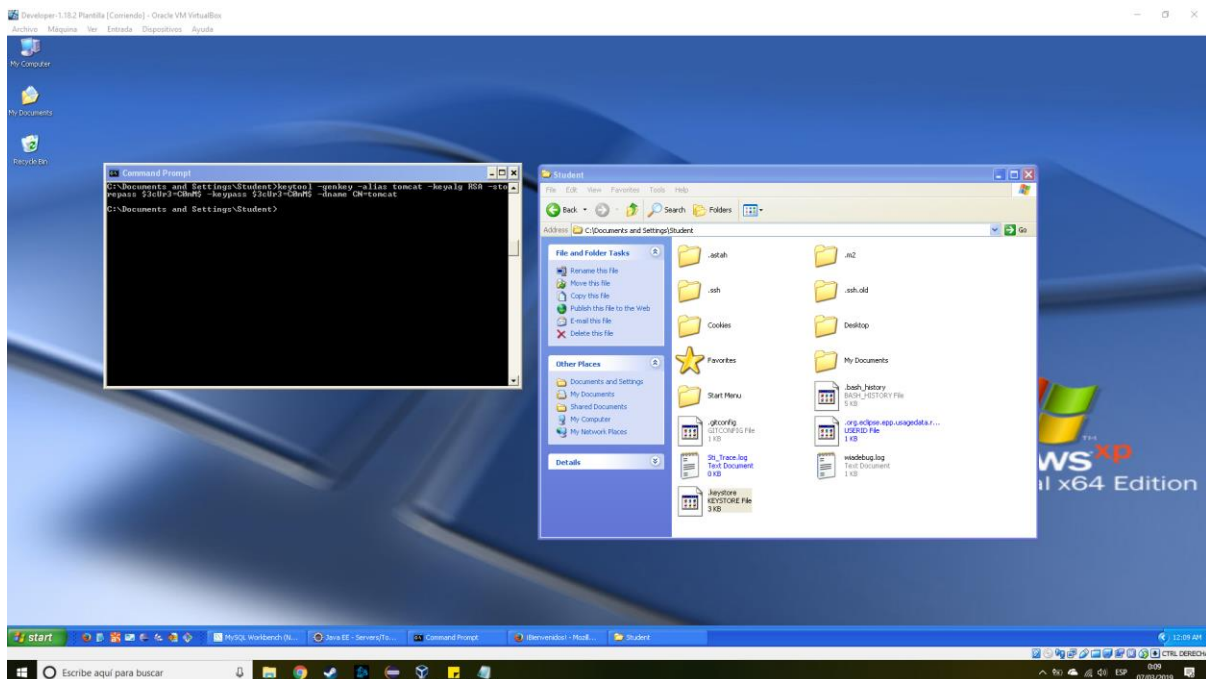 Developer-1.18.2 Plantilla [Corriendo] - Oracle VM VirtualBox
Archivo Máquina Ver Entrada Dispositivos Ayuda
My Computer
My Documents
Recycle Bin
Command Prompt
C:\Documents and Settings\Student>keytool -genkey -alias tomcat -keyalg RSA -sto
repass $3cUr3-C0nM$ -keypass $3cUr3-C0nM$ -dname CN=tomcat
C:\Documents and Settings\Student>
Student
File Edit View Favorites Tools Help
Back Search Folders
Address C:\Documents and Settings\Student Go
File and Folder Tasks
Rename this file
Move this file
Copy this file
Publish this file to the Web
E-mail this file
Delete this file
Other Places
Documents and Settings
My Documents
Shared Documents
My Computer
My Network Places
Details
.astah
.m2
.ssh
.ssh.old
Cookies
Desktop
Favorites
My Documents
Start Menu
.bash_history
BASH_HISTORY File
5 KB
.gitconfig
GITCONFIG File
1 KB
.org.eclipse.epp.usagedata.r...
USERID File
1 KB
Sti_Trace.log
Text Document
0 KB
wiadebug.log
Text Document
1 KB
.keystore
KEYSTORE File
3 KB
ws xp
al x64 Edition
start
MySQL Workbench (N...
Java EE - Servers/To...
Command Prompt
¡Bienvenidos! - Mozil...
Student
12:09 AM
CTRL DERECHA
Escribe aquí para buscar
ESP
0:09
07/03/2019